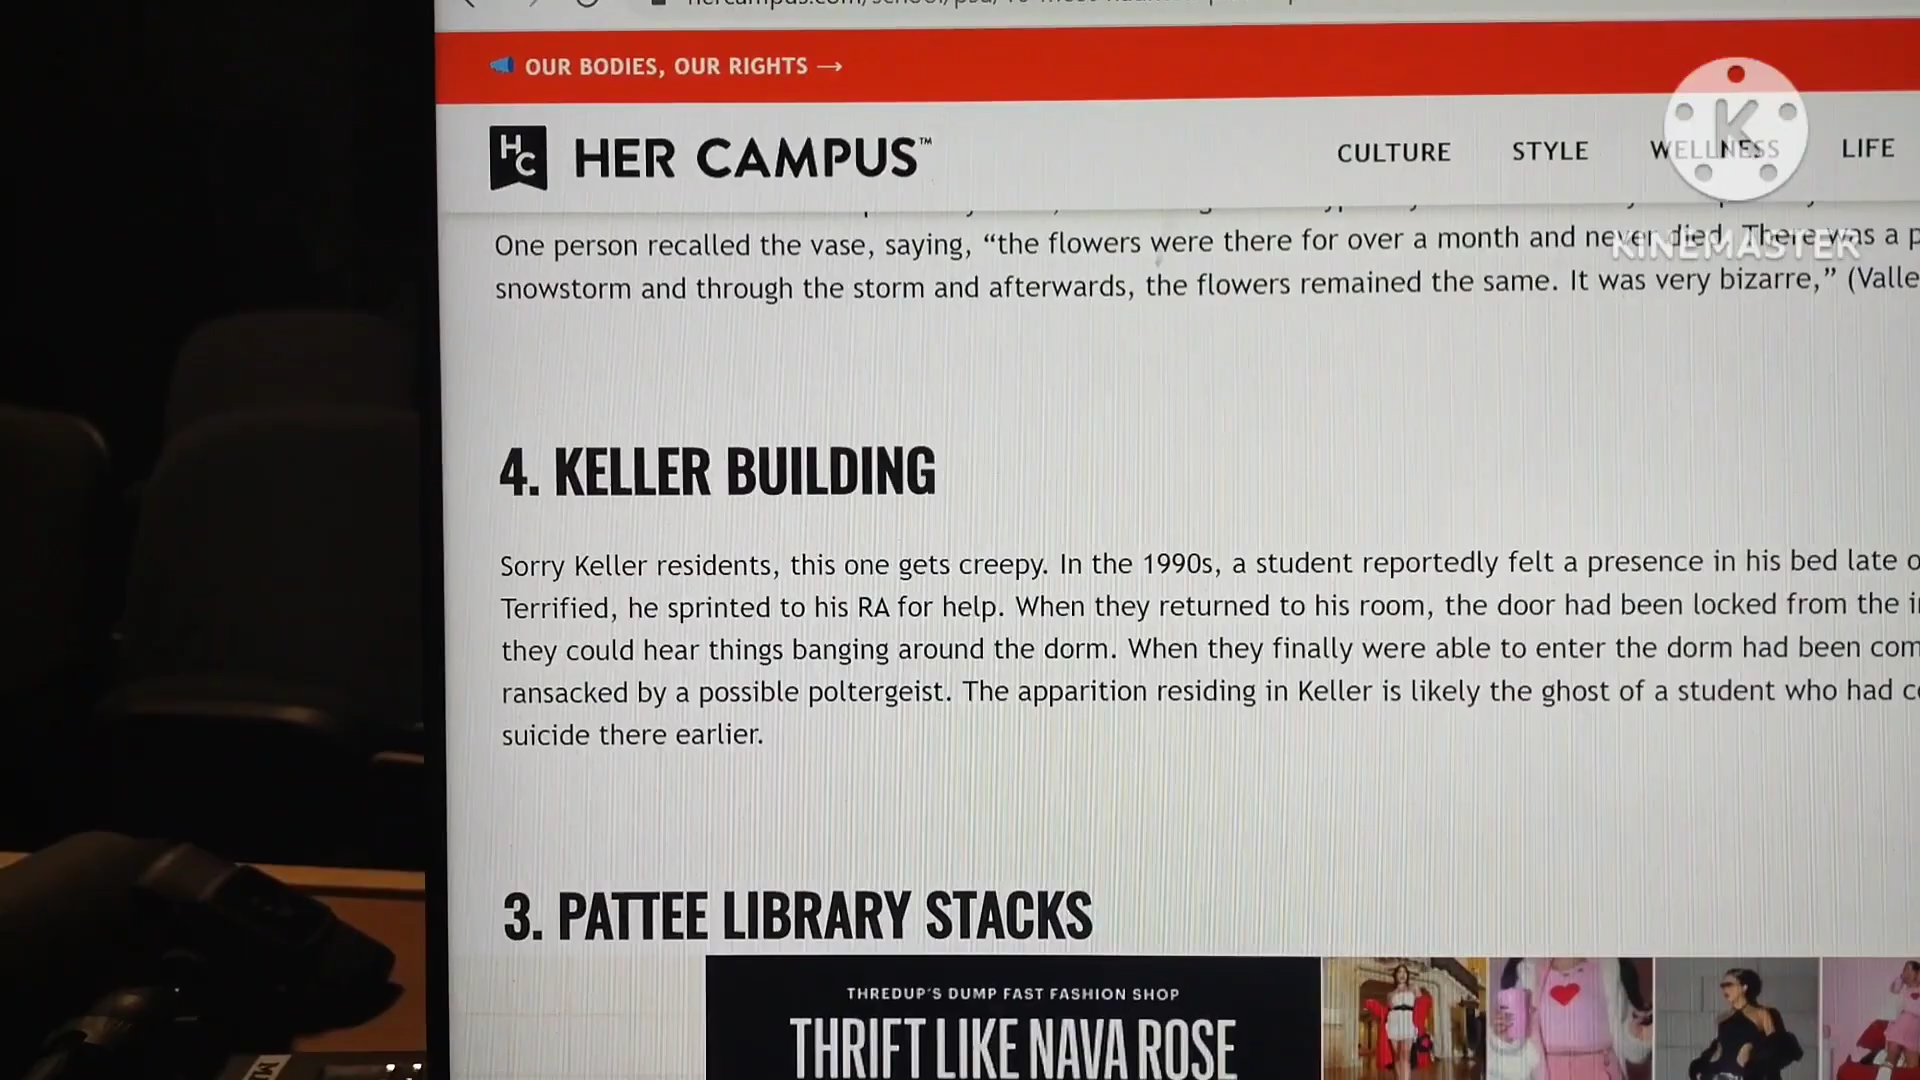 OUR BODIES, OUR RIGHTS →
HC HER CAMPUS™
CULTURE STYLE WELLNESS LIFE
K
KINEMASTER
One person recalled the vase, saying, “the flowers were there for over a month and never died. There was a
snowstorm and through the storm and afterwards, the flowers remained the same. It was very bizarre,” (Valle
4. KELLER BUILDING
Sorry Keller residents, this one gets creepy. In the 1990s, a student reportedly felt a presence in his bed late
Terrified, he sprinted to his RA for help. When they returned to his room, the door had been locked from the
they could hear things banging around the dorm. When they finally were able to enter the dorm had been com
ransacked by a possible poltergeist. The apparition residing in Keller is likely the ghost of a student who had
suicide there earlier.
3. PATTEE LIBRARY STACKS
THREDUP'S DUMP FAST FASHION SHOP
THRIFT LIKE NAVA ROSE